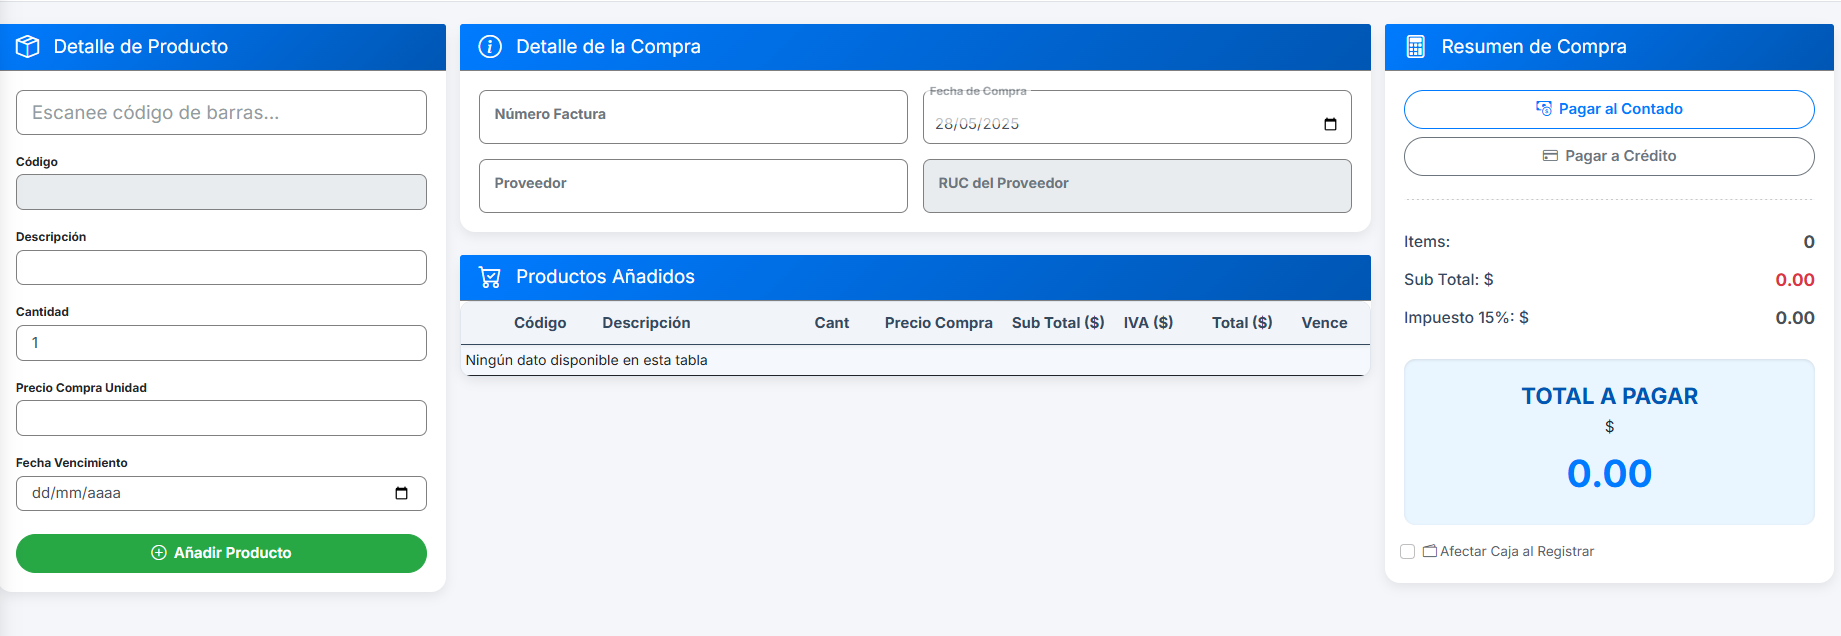 Detalle de Producto
Escanee código de barras...
Código
Descripción
Cantidad
1
Precio Compra Unidad
Fecha Vencimiento
dd/mm/aaaa
Añadir Producto
Detalle de la Compra
Número Factura
Fecha de Compra
28/05/2025
Proveedor
RUC del Proveedor
Productos Añadidos
Código Descripción Cant Precio Compra Sub Total ($) IVA ($) Total ($) Vence
Ningún dato disponible en esta tabla
Resumen de Compra
Pagar al Contado
Pagar a Crédito
Items: 0
Sub Total: $ 0.00
Impuesto 15%: $ 0.00
TOTAL A PAGAR
$
0.00
Afectar Caja al Registrar